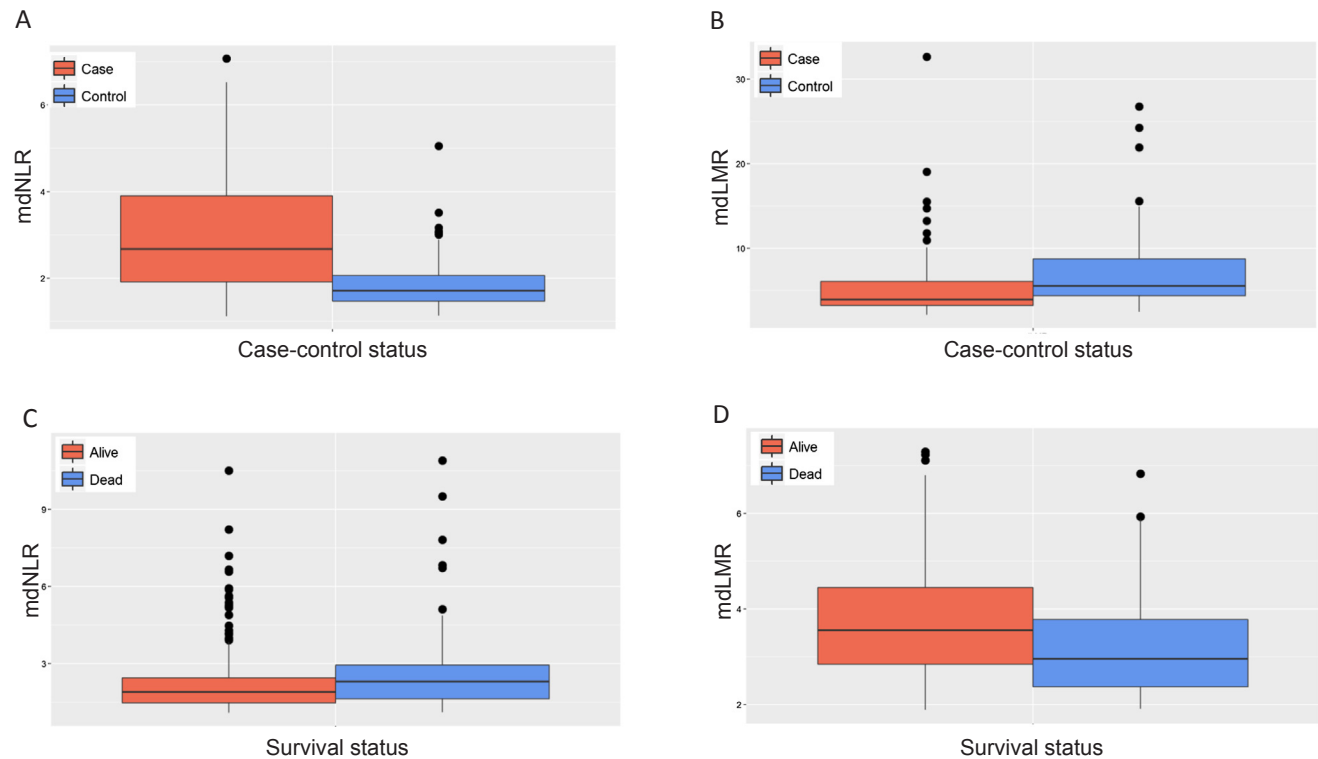 A
Case
Control
6
4
2
mdNLR
Case-control status
B
Case
Control
30
20
10
mdLMR
Case-control status
C
Alive
Dead
9
6
3
mdNLR
Survival status
D
Alive
Dead
6
4
2
mdLMR
Survival status